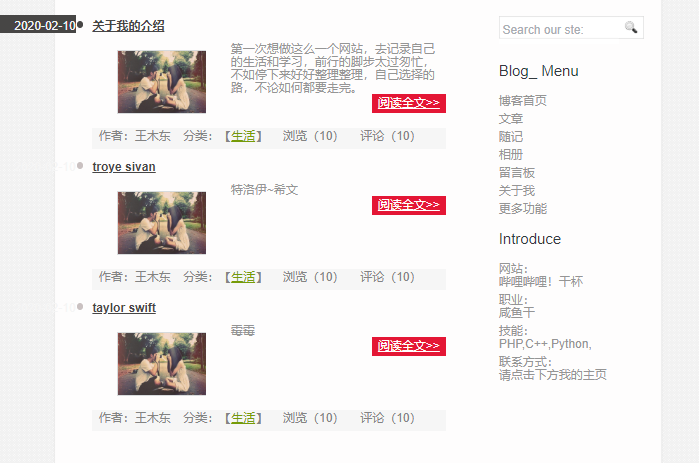 2020-02-10
关于我的介绍
第一次想做这么一个网站，去记录自己
的生活和学习，前行的脚步太过匆忙，
不如停下来好好整理整理，自己选择的
路，不论如何都要走完。
阅读全文>>
作者：王木东 分类：【生活】 浏览（10） 评论（10）
troye sivan
特洛伊~希文
阅读全文>>
作者：王木东 分类：【生活】 浏览（10） 评论（10）
taylor swift
霉霉
阅读全文>>
作者：王木东 分类：【生活】 浏览（10） 评论（10）
Search our ste:
Blog_ Menu
博客首页
文章
随记
相册
留言板
关于我
更多功能
Introduce
网站:
哔哩哔哩！干杯
职业:
咸鱼干
技能:
PHP,C++,Python,
联系方式:
请点击下方我的主页